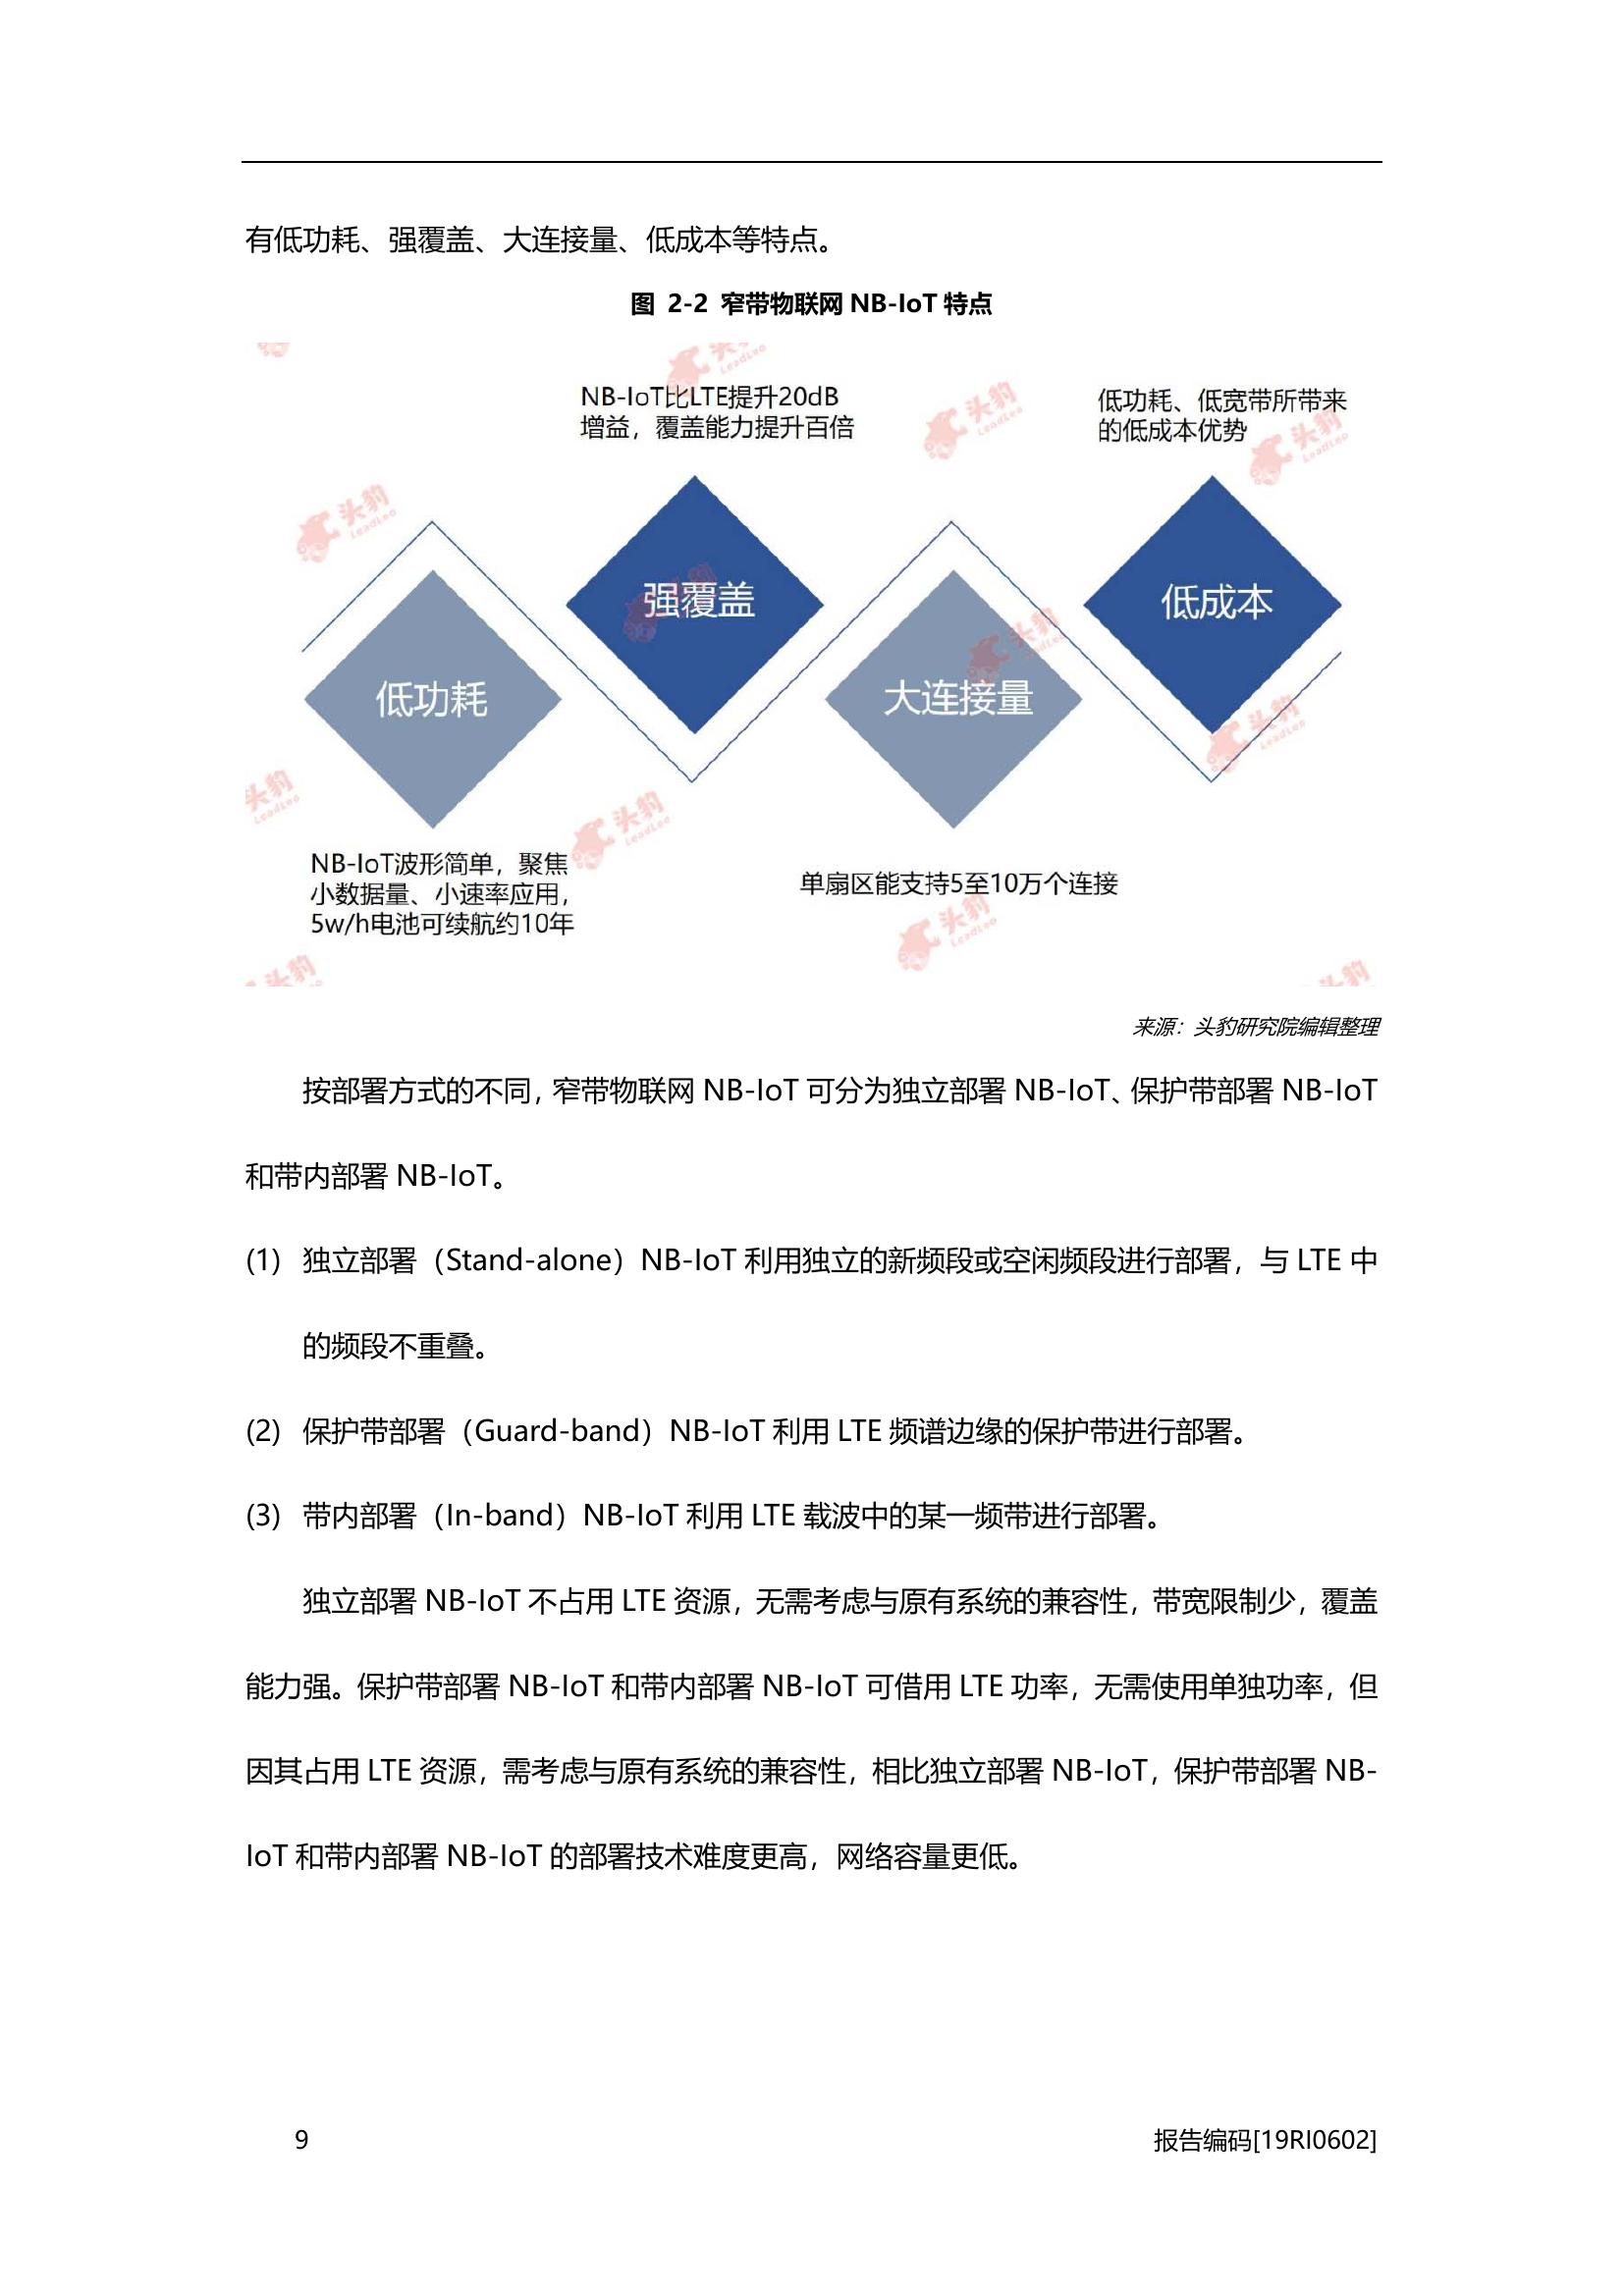 有低功耗、强覆盖、大连接量、低成本等特点。
图 2-2 窄带物联网 NB-IoT 特点
NB-IoT比LTE提升20dB
增益，覆盖能力提升百倍
低功耗、低宽带所带来
的低成本优势
强覆盖
低成本
低功耗
大连接量
NB-IoT波形简单，聚焦
小数据量、小速率应用，
5w/h电池可续航约10年
单扇区能支持5至10万个连接
头豹
LeadLeo
来源：头豹研究院编辑整理
按部署方式的不同，窄带物联网 NB-IoT 可分为独立部署 NB-IoT、保护带部署 NB-IoT
和带内部署 NB-IoT。
(1) 独立部署（Stand-alone）NB-IoT 利用独立的新频段或空闲频段进行部署，与 LTE 中
的频段不重叠。
(2) 保护带部署（Guard-band）NB-IoT 利用 LTE 频谱边缘的保护带进行部署。
(3) 带内部署（In-band）NB-IoT 利用 LTE 载波中的某一频带进行部署。
独立部署 NB-IoT 不占用 LTE 资源，无需考虑与原有系统的兼容性，带宽限制少，覆盖
能力强。保护带部署 NB-IoT 和带内部署 NB-IoT 可借用 LTE 功率，无需使用单独功率，但
因其占用 LTE 资源，需考虑与原有系统的兼容性，相比独立部署 NB-IoT，保护带部署 NB-
IoT 和带内部署 NB-IoT 的部署技术难度更高，网络容量更低。
9
报告编码[19RI0602]